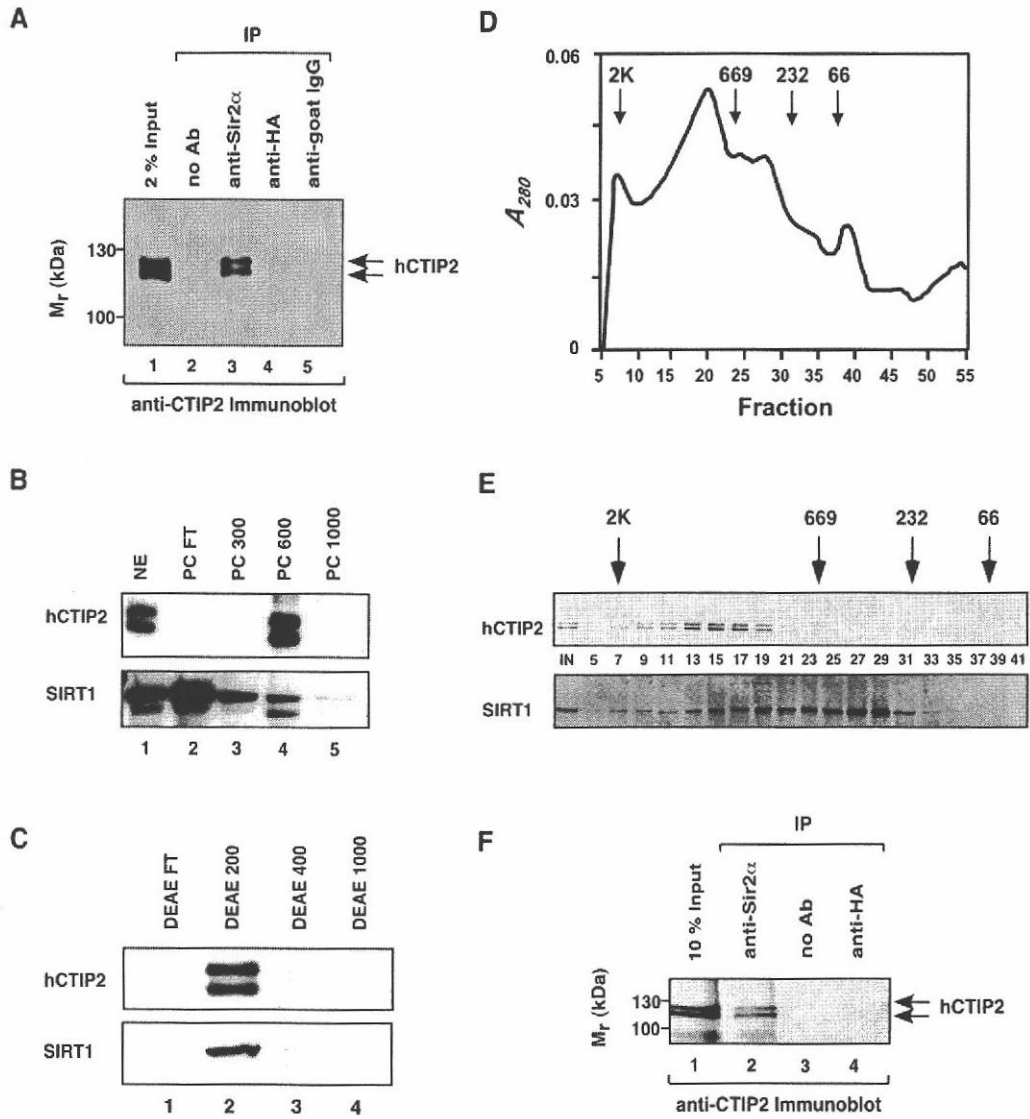 A
IP
2 % Input
no Ab
anti-Sir2α
anti-HA
anti-goat IgG
Mr (kDa)
130
100
hCTIP2
1 2 3 4 5
anti-CTIP2 Immunoblot
B
NE
PC FT
PC 300
PC 600
PC 1000
hCTIP2
SIRT1
1 2 3 4 5
C
DEAE FT
DEAE 200
DEAE 400
DEAE 1000
hCTIP2
SIRT1
1 2 3 4
D
0.06
0.03
0
A280
2K 669 232 66
5 10 15 20 25 30 35 40 45 50 55
Fraction
E
2K 669 232 66
hCTIP2
IN 5 7 9 11 13 15 17 19 21 23 25 27 29 31 33 35 37 39 41
SIRT1
F
IP
10 % Input
anti-Sir2α
no Ab
anti-HA
Mr (kDa)
130
100
hCTIP2
1 2 3 4
anti-CTIP2 Immunoblot